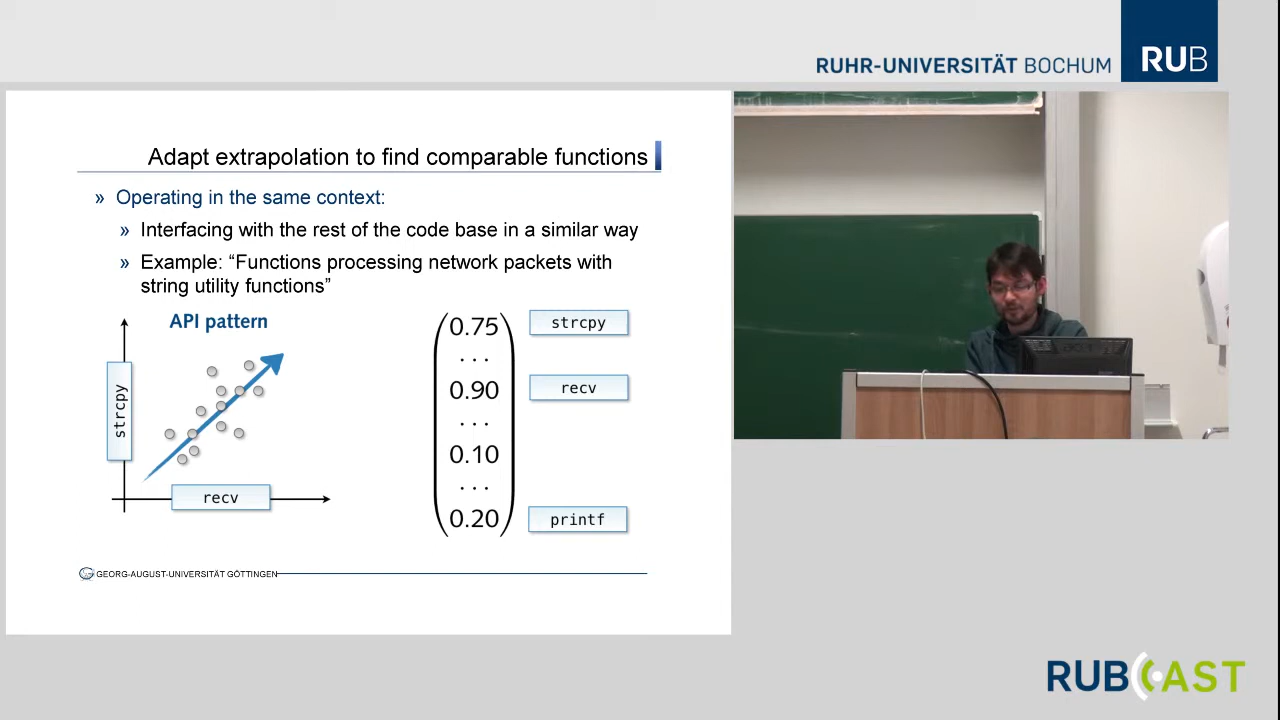 RUHR-UNIVERSITÄT BOCHUM
RUB
Adapt extrapolation to find comparable functions
» Operating in the same context:
» Interfacing with the rest of the code base in a similar way
» Example: “Functions processing network packets with
string utility functions”
API pattern
strcpy
recv
0.75
...
0.90
...
0.10
...
0.20
strcpy
recv
printf
GEORG-AUGUST-UNIVERSITÄT GÖTTINGEN
RUBCAST